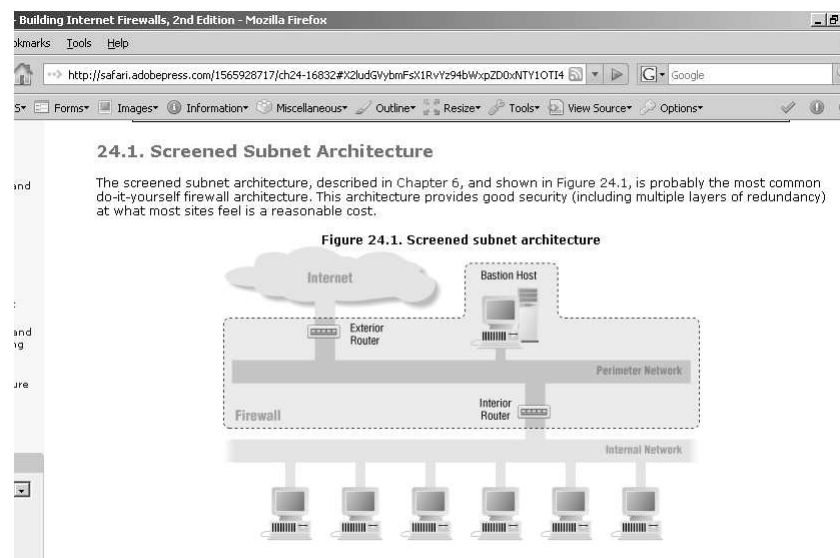 - Building Internet Firewalls, 2nd Edition - Mozilla Firefox
okmarks Tools Help
http://safari.adobepress.com/1565928717/ch24-16832#X2ludGVybmFsX1RvYz94bWxpZD0xNTY1OTI4 G Google
S Forms Images Information Miscellaneous Outline Resize Tools View Source Options
24.1. Screened Subnet Architecture
and
The screened subnet architecture, described in Chapter 6, and shown in Figure 24.1, is probably the most common
do-it-yourself firewall architecture. This architecture provides good security (including multiple layers of redundancy)
at what most sites feel is a reasonable cost.
Figure 24.1. Screened subnet architecture
Internet
Bastion Host
Exterior
Router
and
Perimeter Network
ure
Interior
Router
Firewall
Internal Network